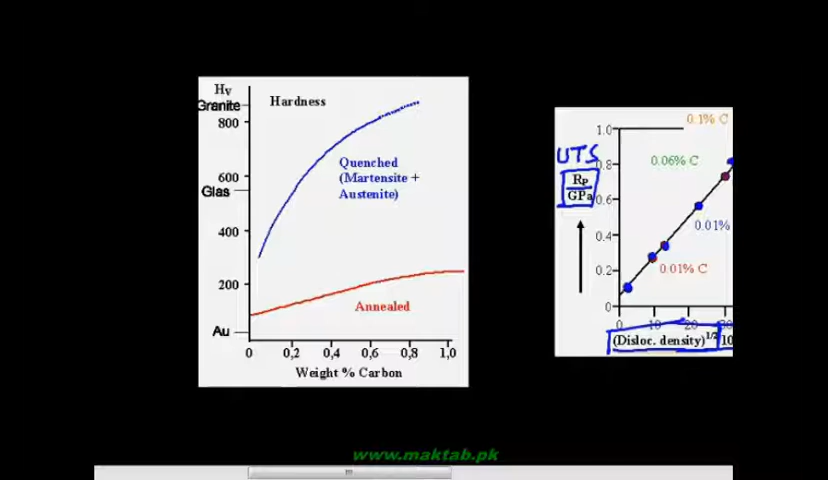 Hv
Hardness
Granite
800
600
Glas
400
200
Au
Quenched
(Martensite +
Austenite)
Annealed
0 0,2 0,4 0,6 0,8 1,0
Weight % Carbon
0.1% C
1.0
UTS
0.06% C
0.8
Rp
GPa
0.6
0.01%
0.4
0.01% C
0.2
0
0 10 20 30
(Disloc. density)1/2 10
www.maktab.pk